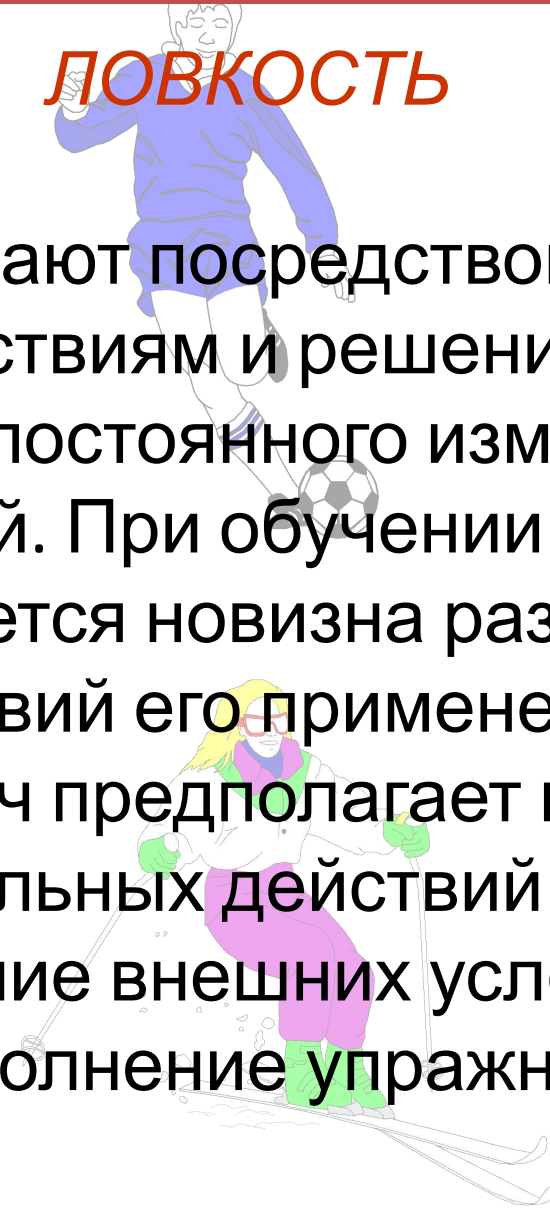 ЛОВКОСТЬ
ают посредство
ствиям и решени
постоянного изм
й. При обучении
ется новизна раз
вий его примене
ч предполагает
льных действий
ние внешних усл
олнение упражн